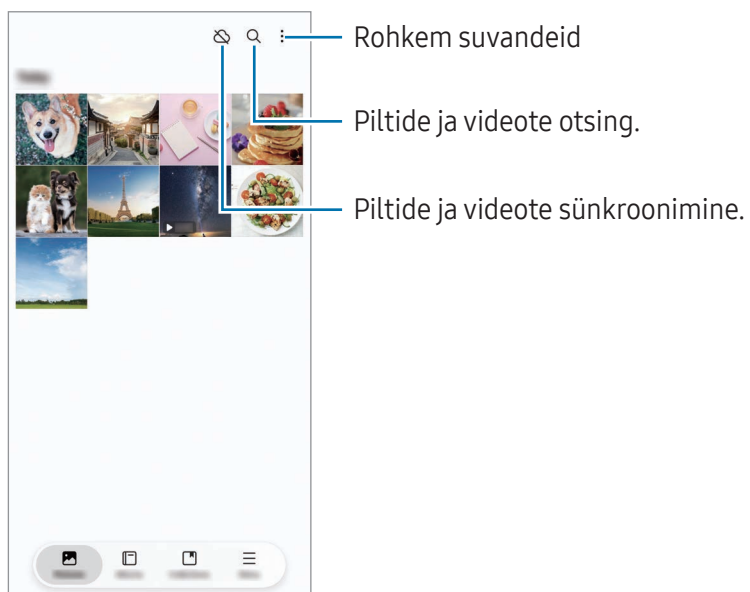 Rohkem suvandeid
Piltide ja videote otsing.
Piltide ja videote sünkroonimine.